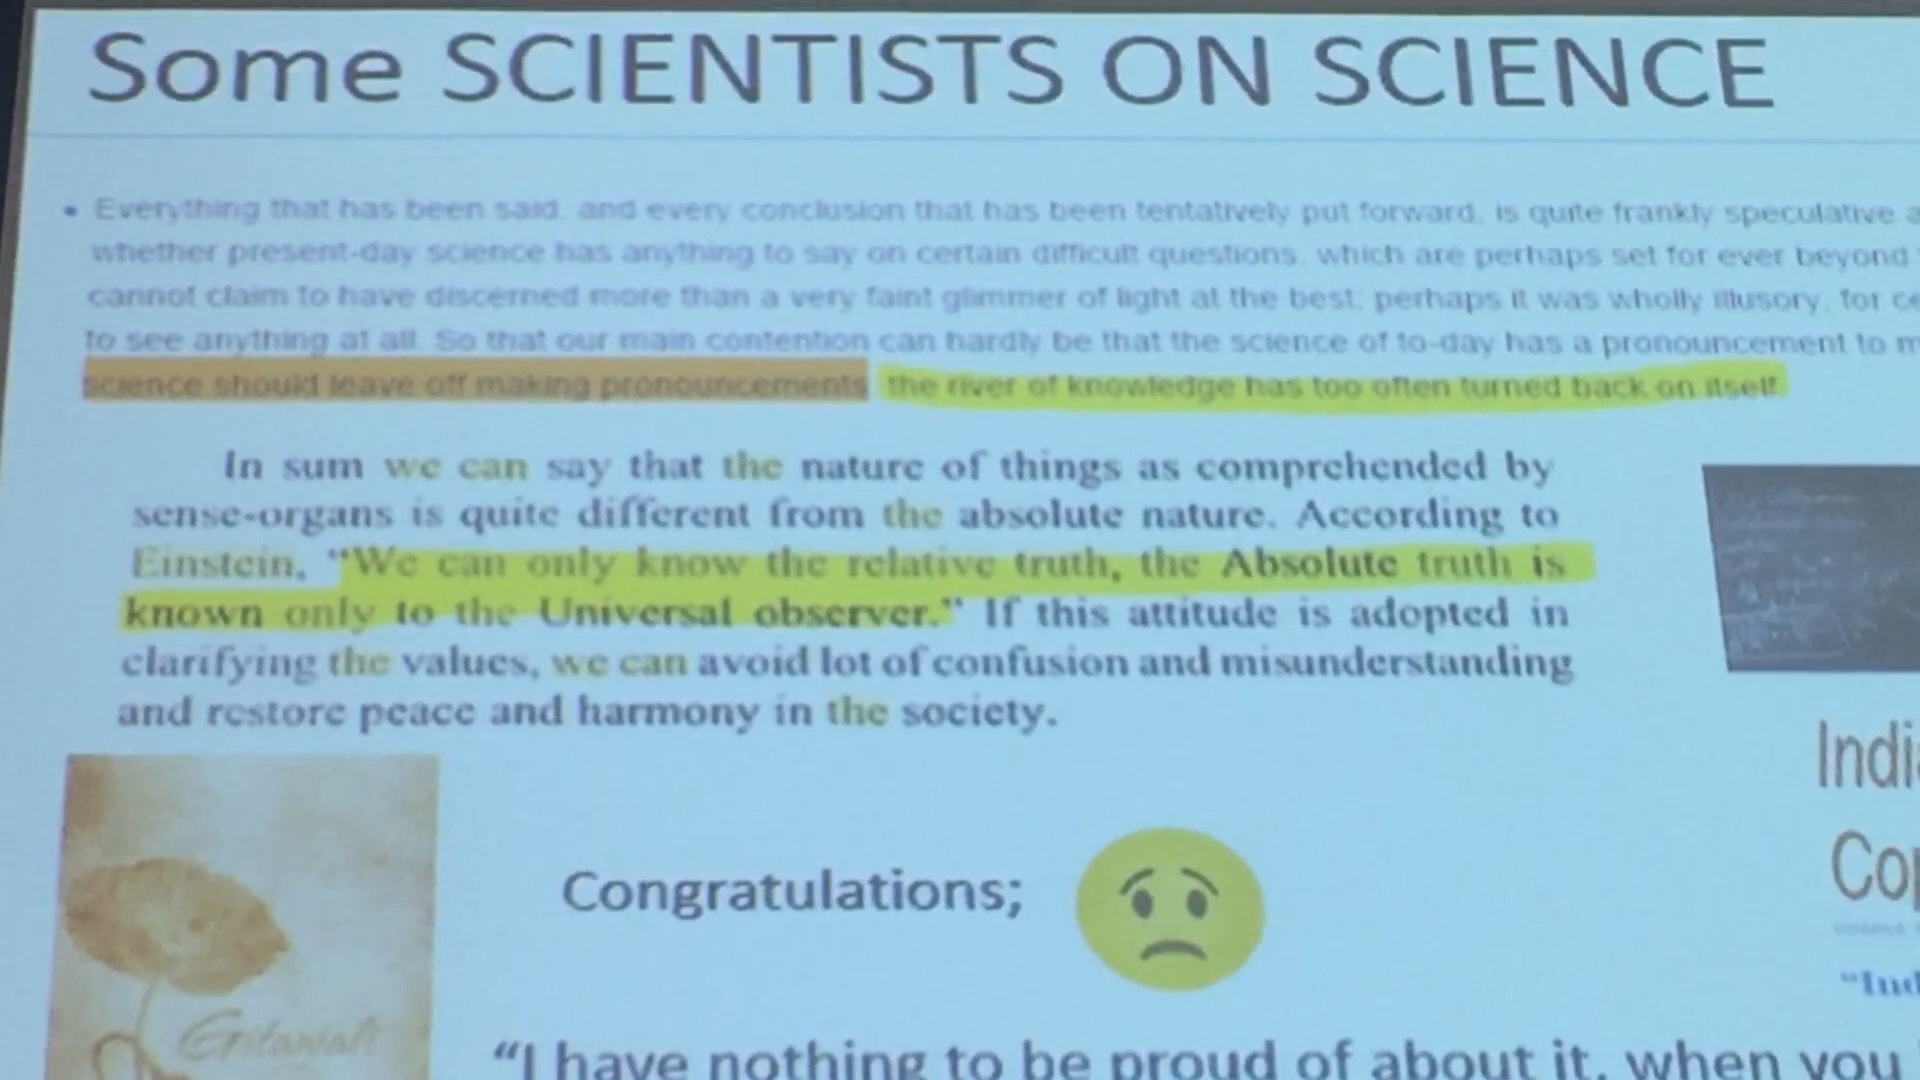 Some SCIENTISTS ON SCIENCE
• Everything that has been said, and every conclusion that has been tentatively put forward, is quite frankly speculative
whether present-day science has anything to say on certain difficult questions, which are perhaps set for ever beyond
cannot claim to have discerned more than a very faint glimmer of light at the best; perhaps it was wholly illusory, for
to see anything at all. So that our main contention can hardly be that the science of to-day has a pronouncement to
science should leave off making pronouncements the river of knowledge has too often turned back on itself.
In sum we can say that the nature of things as comprehended by
sense-organs is quite different from the absolute nature. According to
Einstein, “We can only know the relative truth, the Absolute truth is
known only to the Universal observer.” If this attitude is adopted in
clarifying the values, we can avoid lot of confusion and misunderstanding
and restore peace and harmony in the society.
Indi
Congratulations;
Cop
“Ind
“I have nothing to be proud of about it, when you